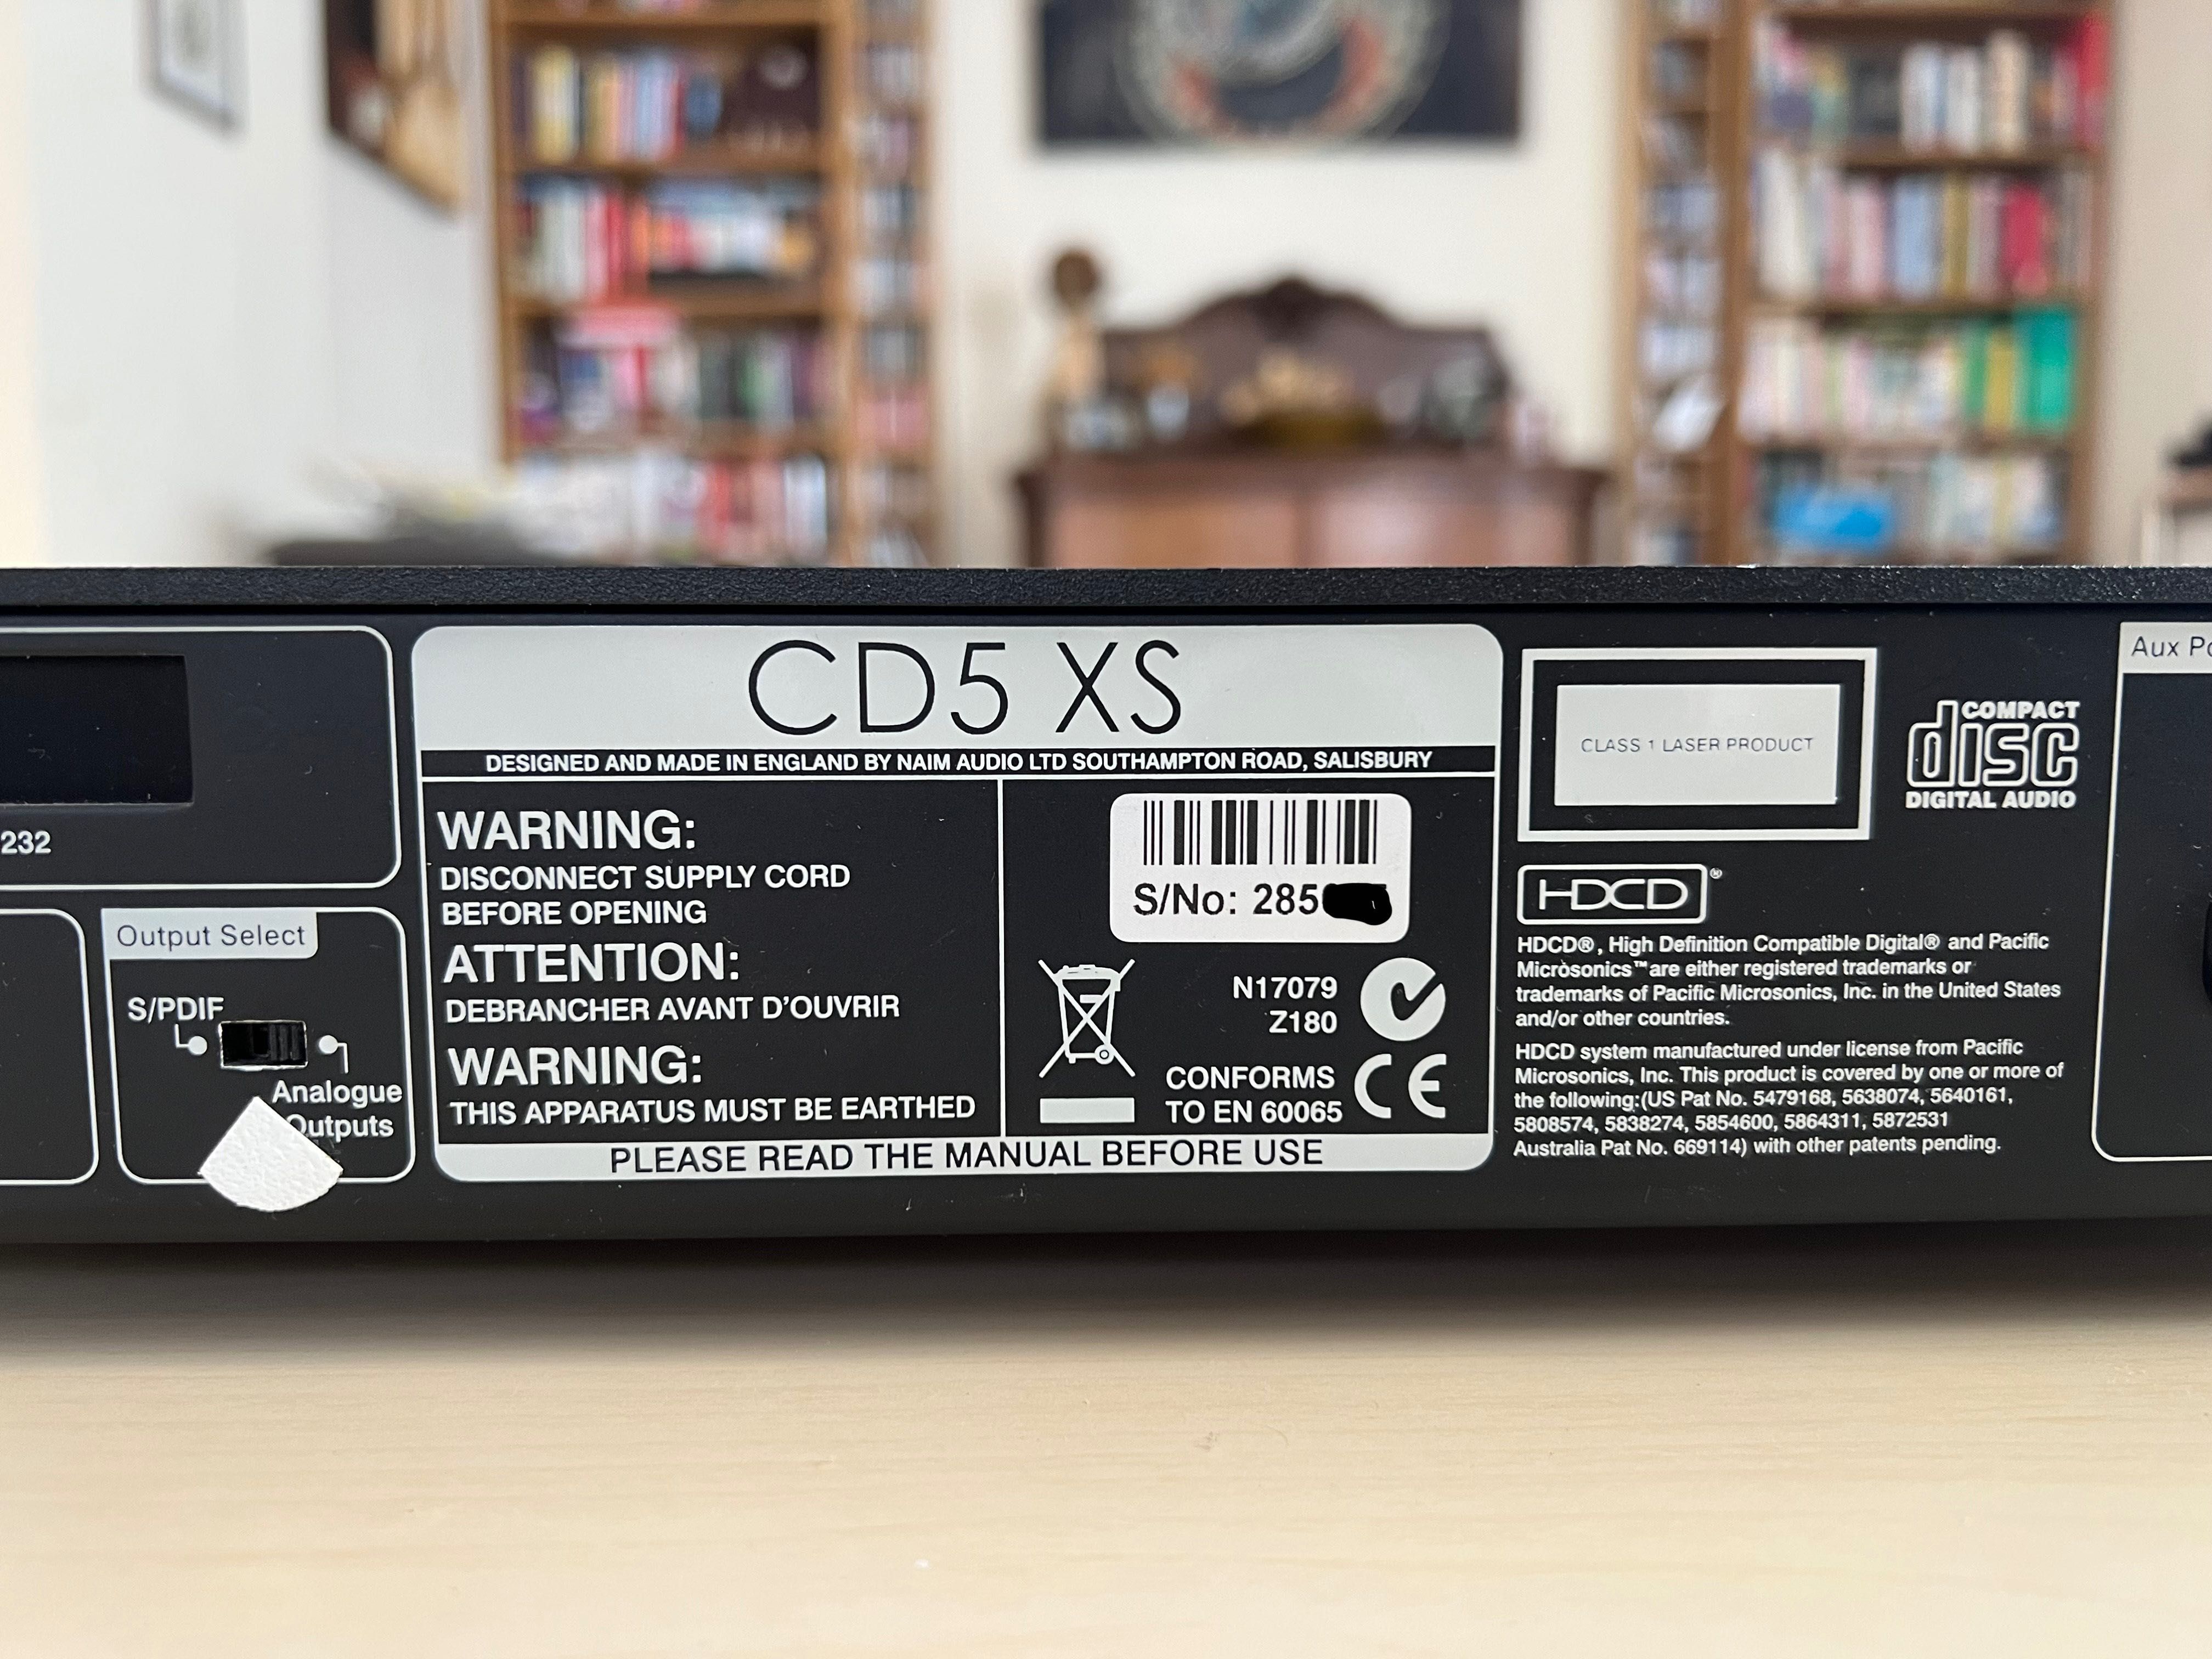 232
Output Select
S/PDIF
Analogue
Outputs
CD5 XS
DESIGNED AND MADE IN ENGLAND BY NAIM AUDIO LTD SOUTHAMPTON ROAD, SALISBURY
WARNING:
DISCONNECT SUPPLY CORD
BEFORE OPENING
ATTENTION:
DEBRANCHER AVANT D'OUVRIR
WARNING:
THIS APPARATUS MUST BE EARTHED
S/No: 285
N17079
Z180
CONFORMS
TO EN 60065
CE
PLEASE READ THE MANUAL BEFORE USE
CLASS 1 LASER PRODUCT
COMPACT
disc
DIGITAL AUDIO
HDCD®
HDCD®, High Definition Compatible Digital® and Pacific
Microsonics™ are either registered trademarks or
trademarks of Pacific Microsonics, Inc. in the United States
and/or other countries.
HDCD system manufactured under license from Pacific
Microsonics, Inc. This product is covered by one or more of
the following:(US Pat No. 5479168, 5638074, 5640161,
5808574, 5838274, 5854600, 5864311, 5872531
Australia Pat No. 669114) with other patents pending.
Aux